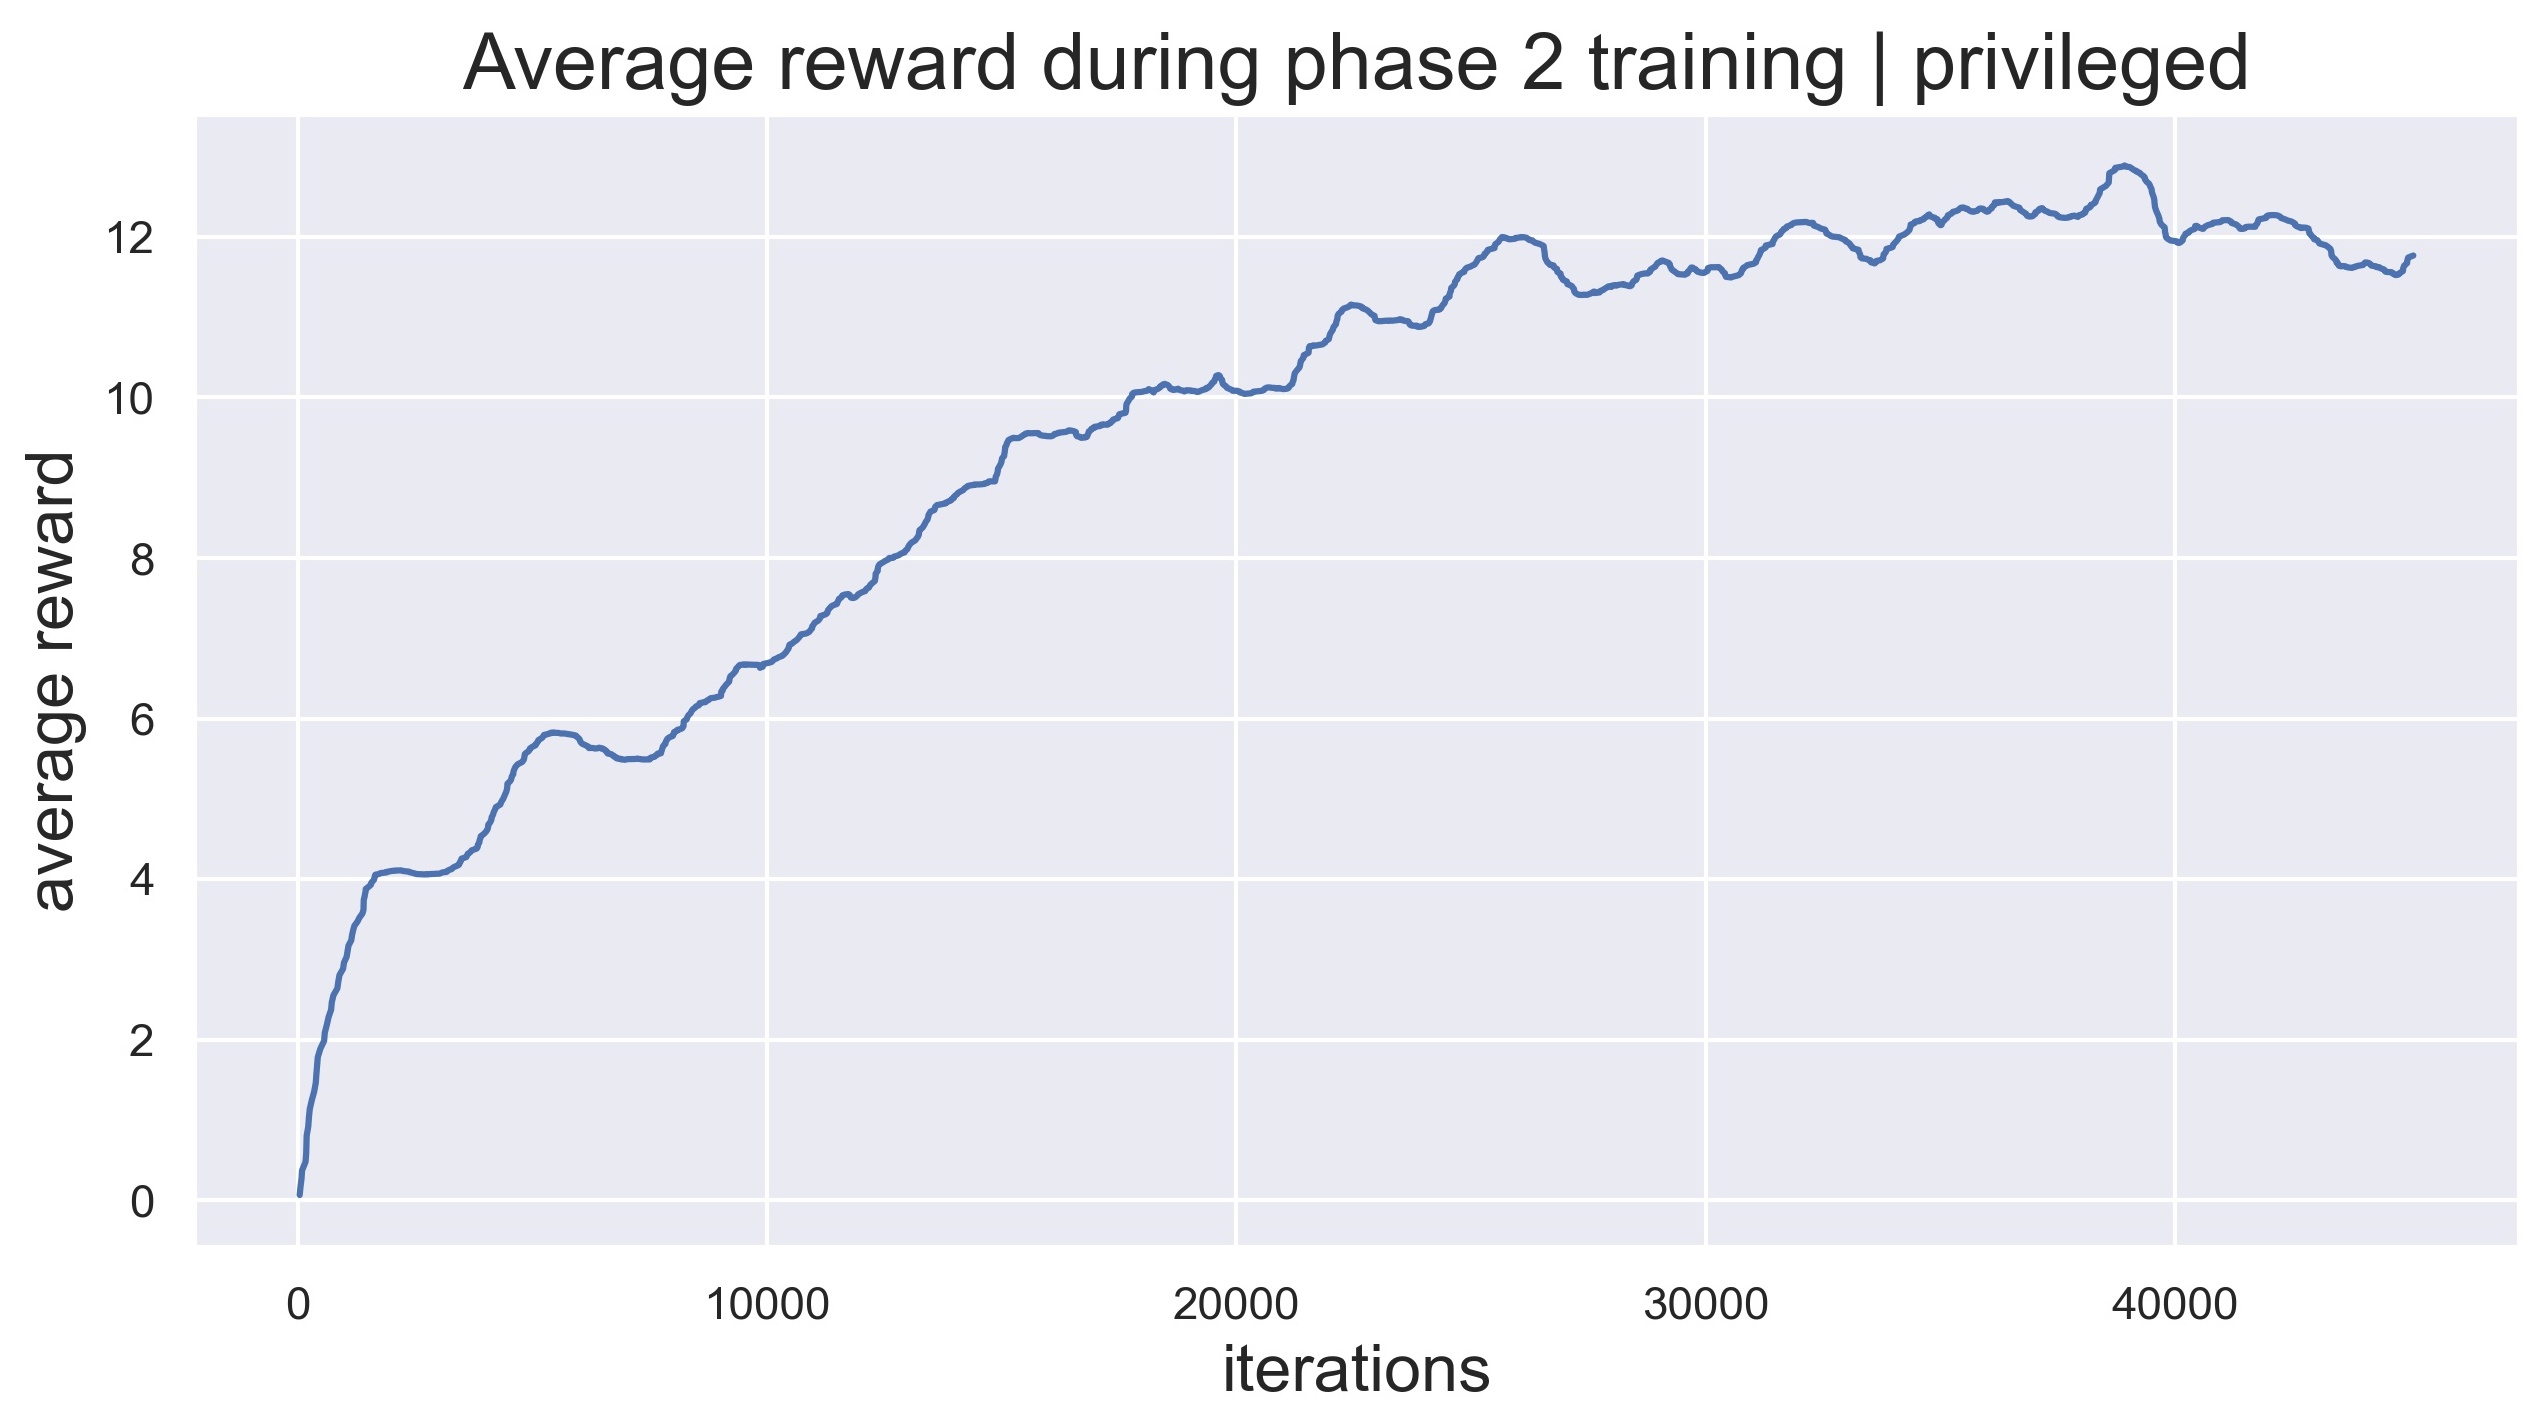 Average reward during phase 2 training | privileged
average reward
12
10
8
6
4
2
0
0 10000 20000 30000 40000
iterations